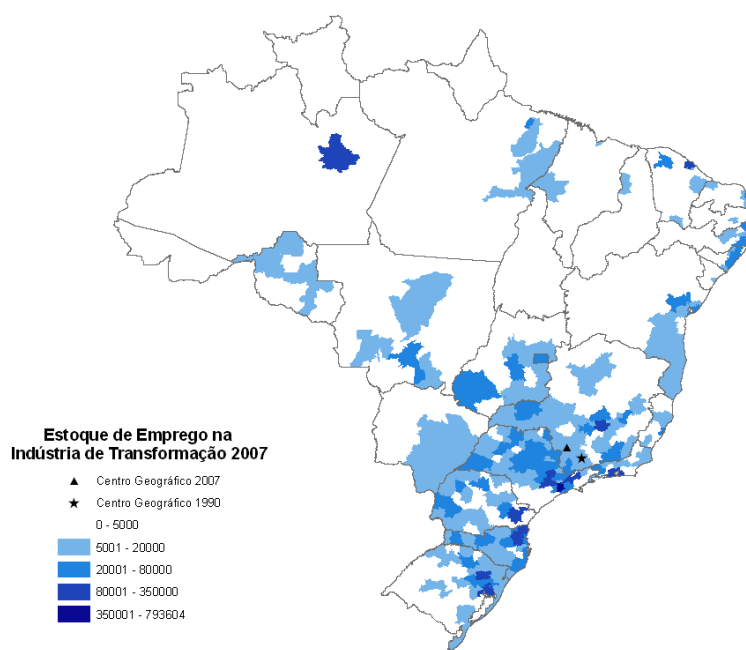 Estoque de Emprego na
Indústria de Transformação 2007
Centro Geográfico 2007
Centro Geográfico 1990
0 - 5000
5001 - 20000
20001 - 80000
80001 - 350000
350001 - 793604